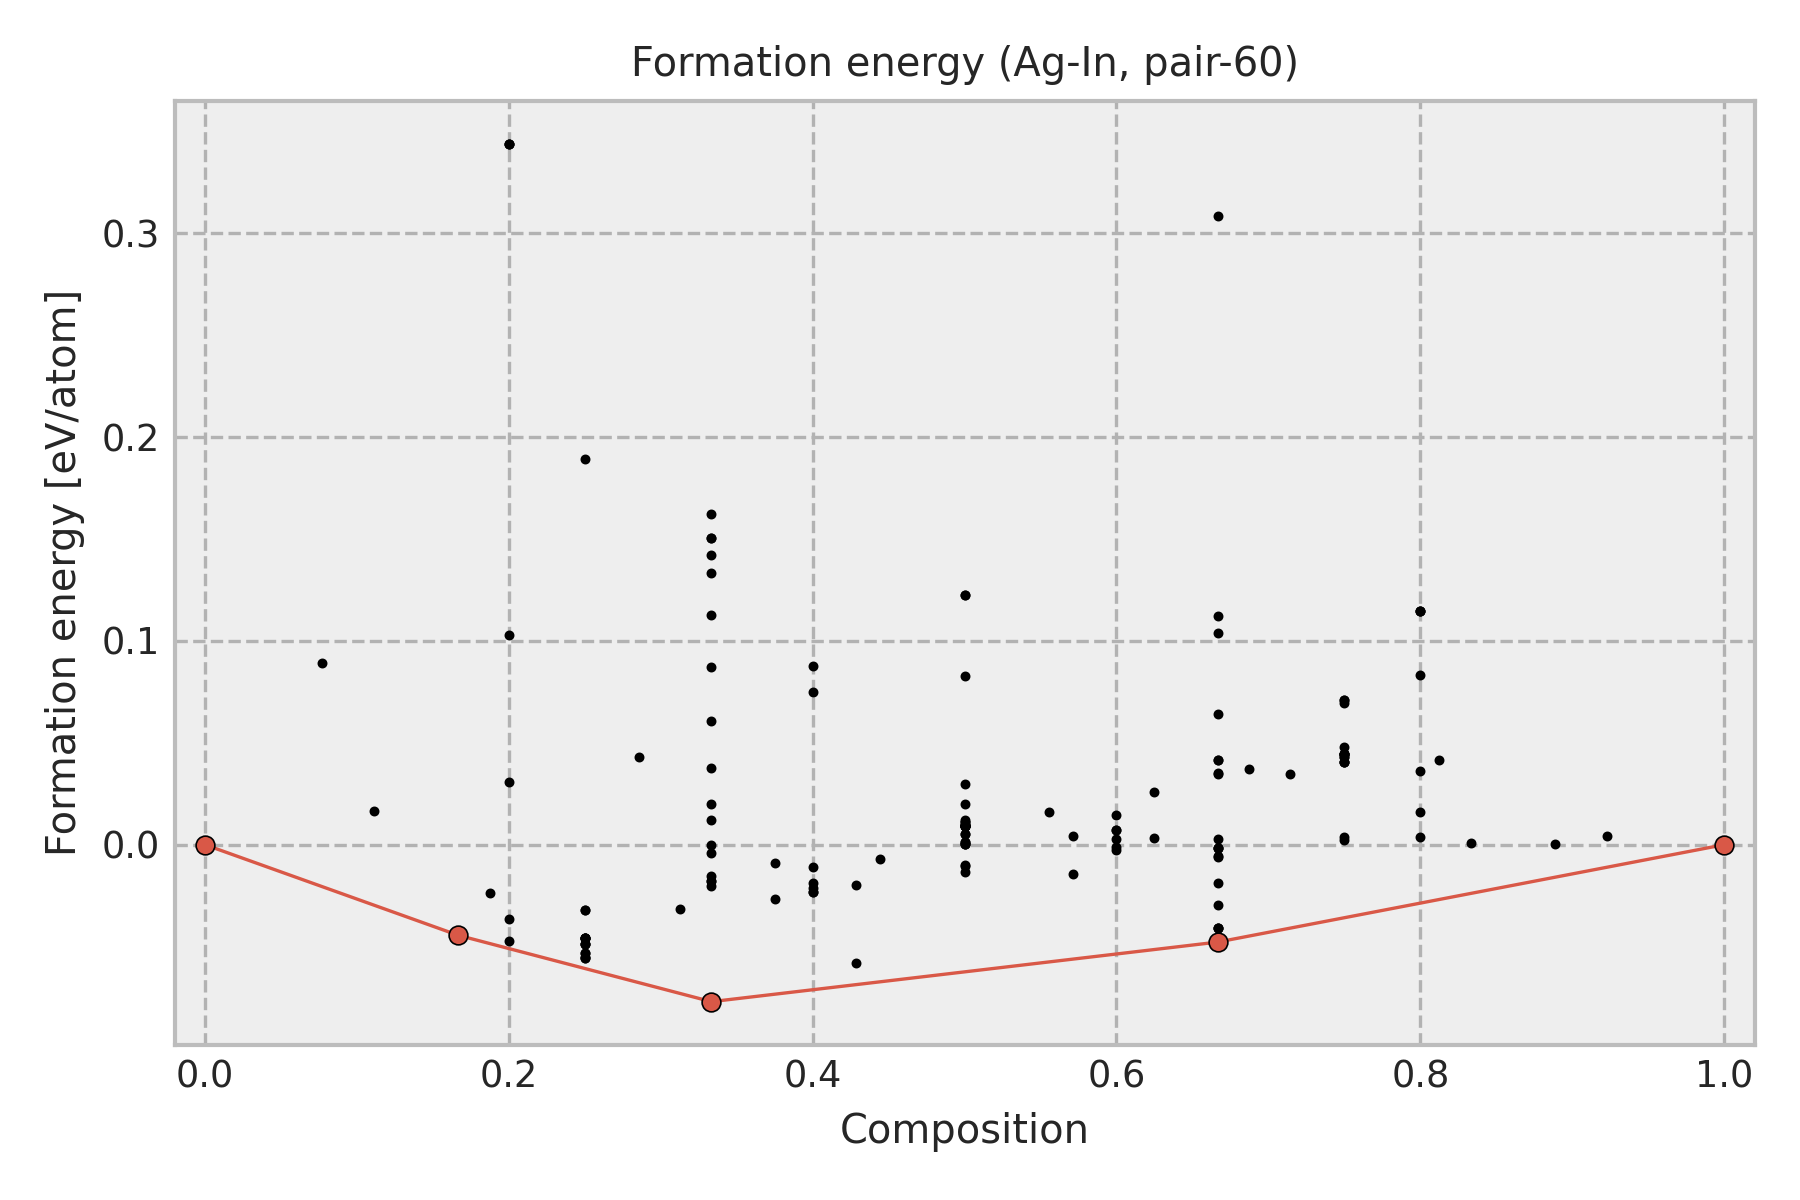 Formation energy (Ag-In, pair-60)
Formation energy [eV/atom]
0.3
0.2
0.1
0.0
0.0 0.2 0.4 0.6 0.8 1.0
Composition